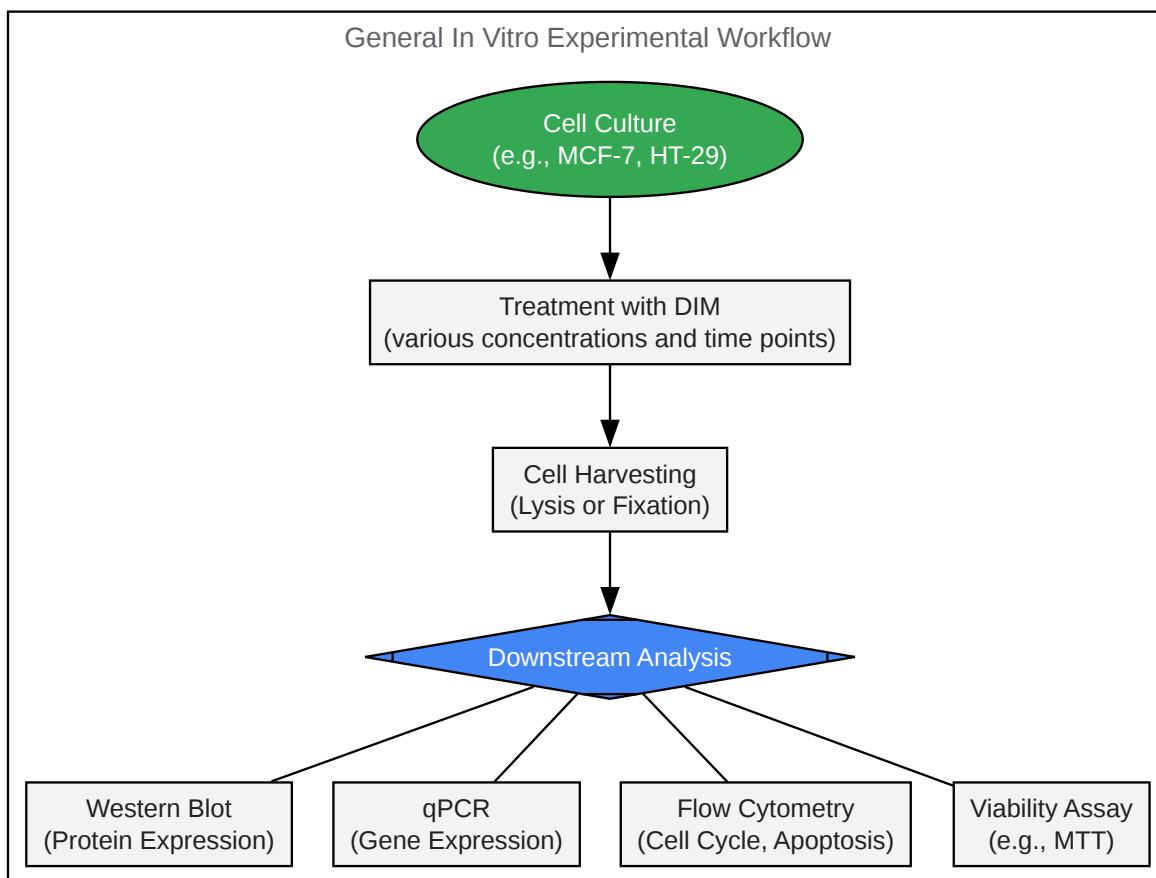 General In Vitro Experimental Workflow
Cell Culture
(e.g., MCF-7, HT-29)
Treatment with DIM
(various concentrations and time points)
Cell Harvesting
(Lysis or Fixation)
Downstream Analysis
Western Blot
(Protein Expression)
qPCR
(Gene Expression)
Flow Cytometry
(Cell Cycle, Apoptosis)
Viability Assay
(e.g., MTT)